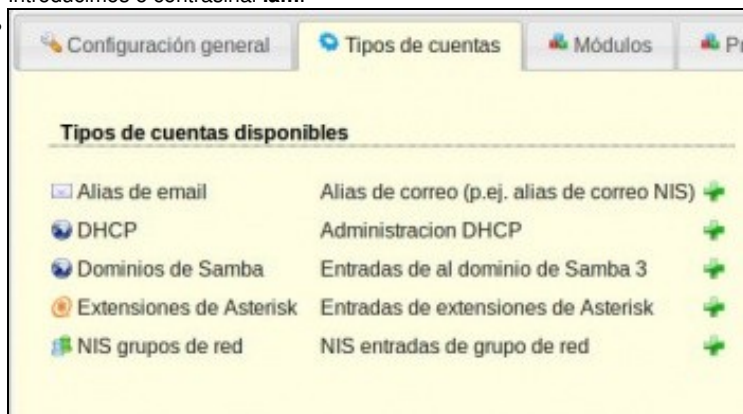 Configuración general Tipos de cuentas Módulos
Tipos de cuentas disponibles
Alias de email Alias de correo (p.ej. alias de correo NIS)
DHCP Administracion DHCP
Dominios de Samba Entradas de al dominio de Samba 3
Extensiones de Asterisk Entradas de extensiones de Asterisk
NIS grupos de red NIS entradas de grupo de red